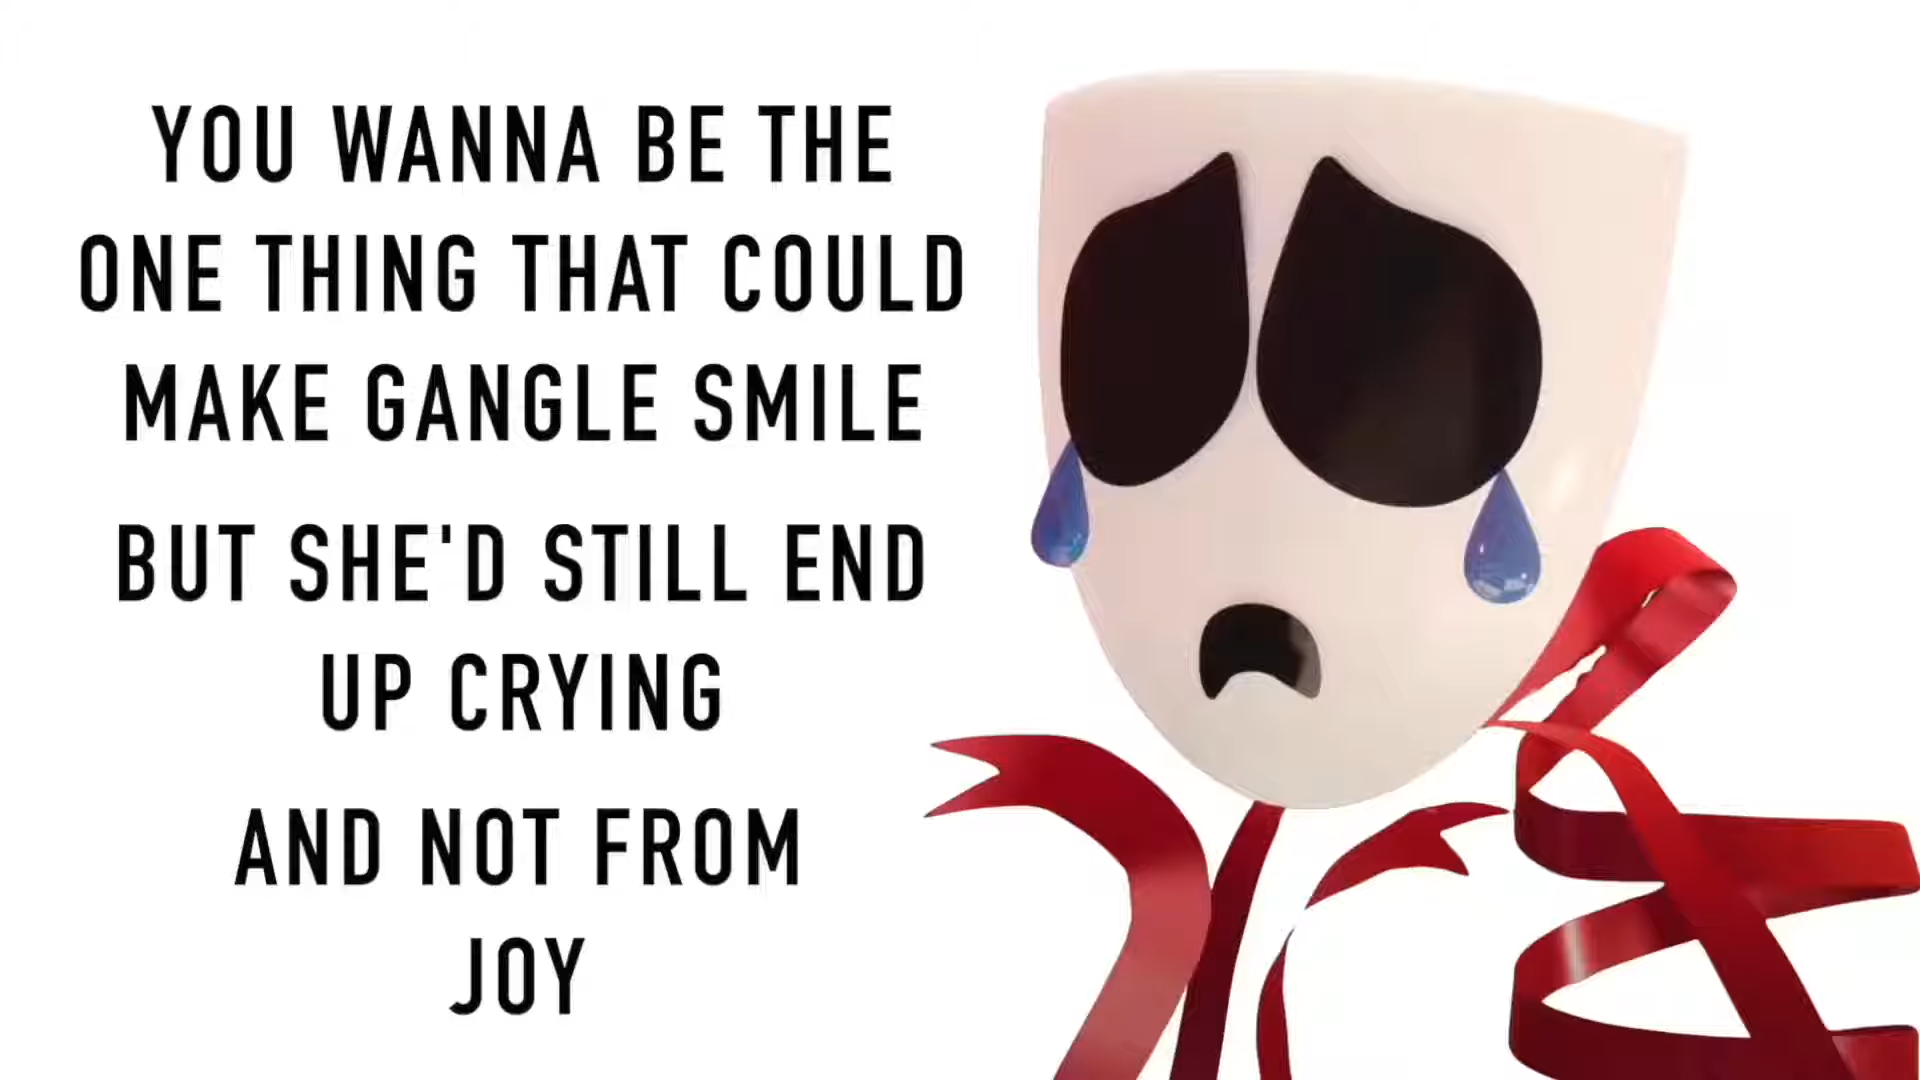 YOU WANNA BE THE
ONE THING THAT COULD
MAKE GANGLE SMILE
BUT SHE'D STILL END
UP CRYING
AND NOT FROM
JOY